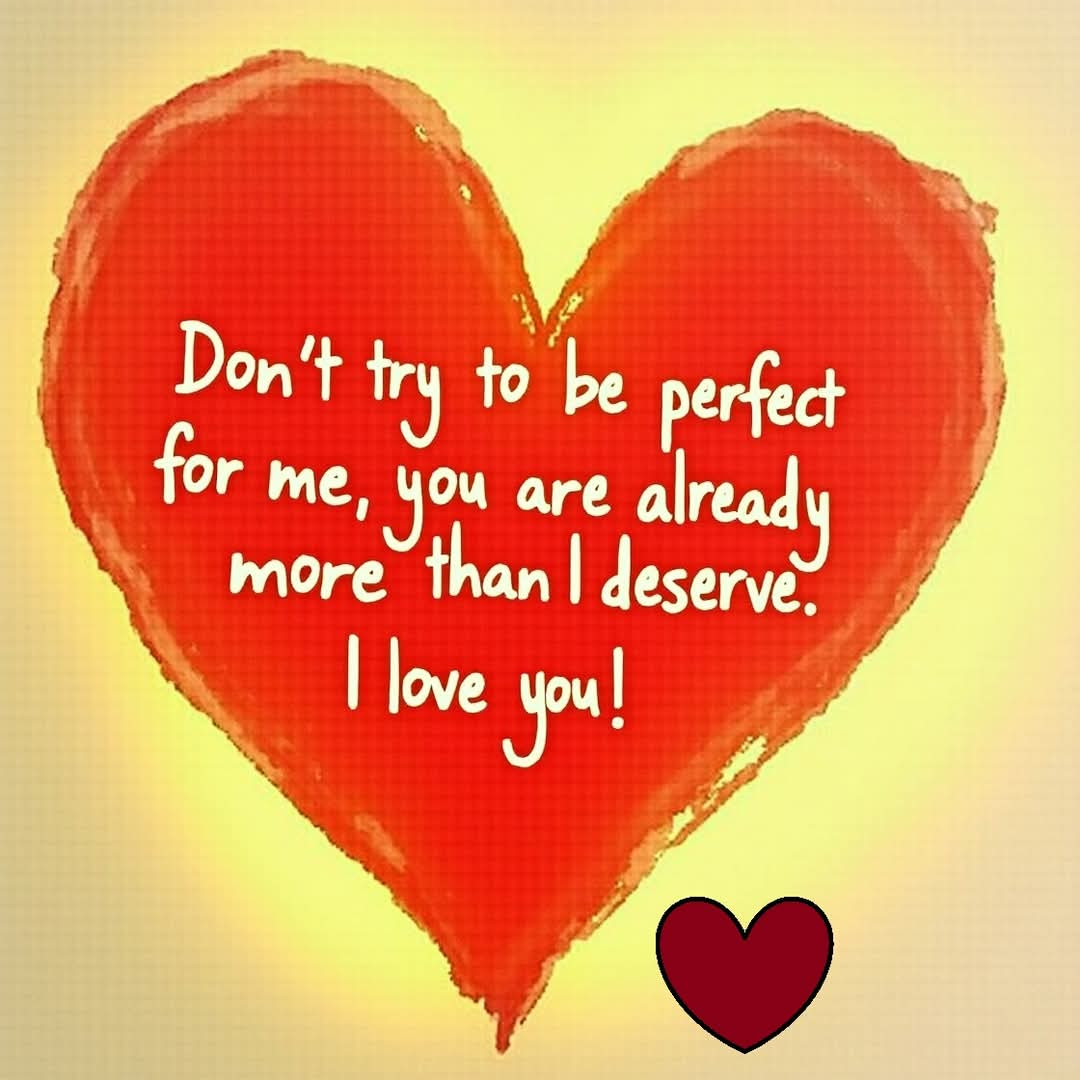 Don't try to be perfect
for me, you are already
more than I deserve.
I love you!